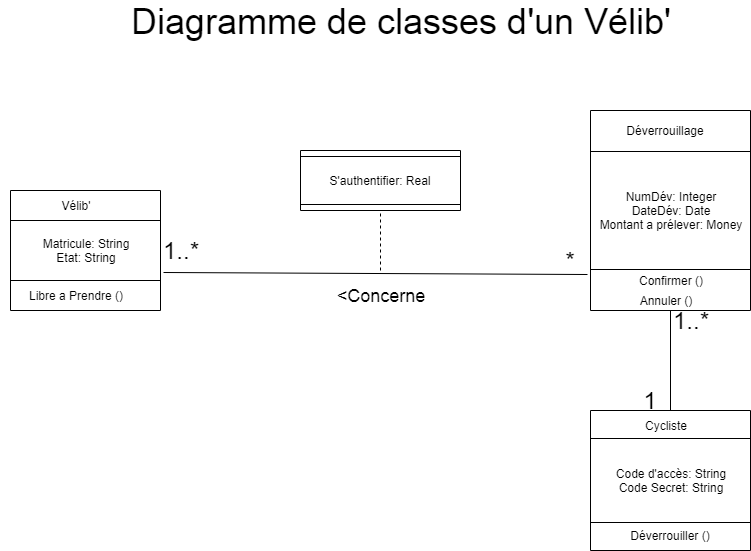 Diagramme de classes d'un Vélib'
Déverrouillage
S'authentifier: Real
NumDév: Integer
DateDév: Date
Montant a prélever: Money
Vélib'
Matricule: String
Etat: String
1..*
*
Libre a Prendre ()
<Concerne
Confirmer ()
Annuler ()
1..*
1
Cycliste
Code d'accès: String
Code Secret: String
Déverrouiller ()